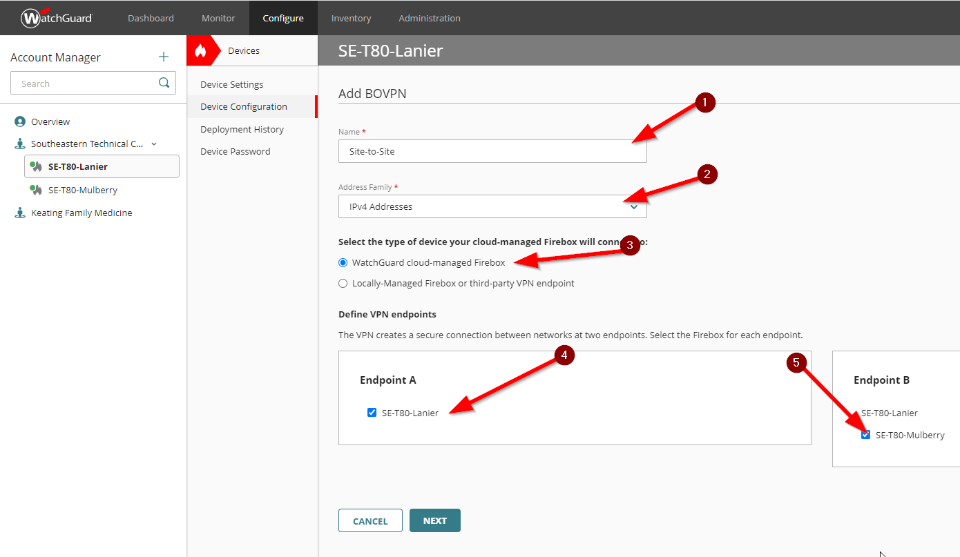 WatchGuard
Dashboard
Monitor
Configure
Inventory
Administration
Account Manager
+
Search
Overview
Southeastern Technical C...
SE-T80-Lanier
SE-T80-Mulberry
Keating Family Medicine
Devices
Device Settings
Device Configuration
Deployment History
Device Password
SE-T80-Lanier
Add BOVPN
1
Name *
Site-to-Site
2
Address Family *
IPv4 Addresses
Select the type of device your cloud-managed Firebox will to:
3
WatchGuard cloud-managed Firebox
Locally-Managed Firebox or third-party VPN endpoint
Define VPN endpoints
The VPN creates a secure connection between networks at two endpoints. Select the Firebox for each endpoint.
4
5
Endpoint A
SE-T80-Lanier
Endpoint B
SE-T80-Lanier
SE-T80-Mulberry
CANCEL
NEXT